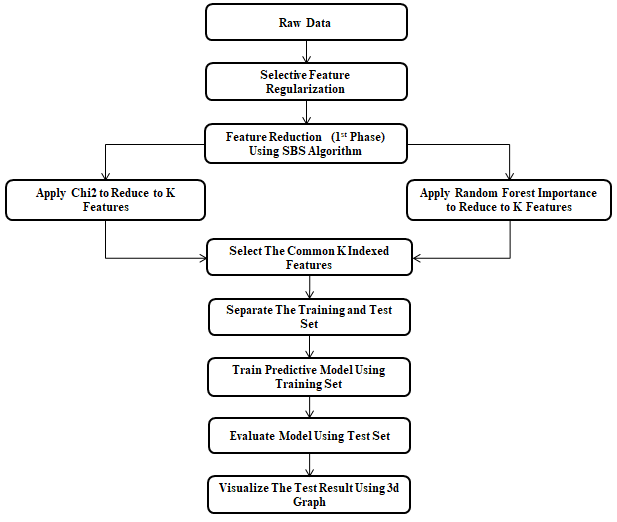 Raw Data
Selective Feature
Regularization
Feature Reduction (1st Phase)
Using SBS Algorithm
Apply Chi2 to Reduce to K
Features
Apply Random Forest Importance
to Reduce to K Features
Select The Common K Indexed
Features
Separate The Training and Test
Set
Train Predictive Model Using
Training Set
Evaluate Model Using Test Set
Visualize The Test Result Using 3d
Graph